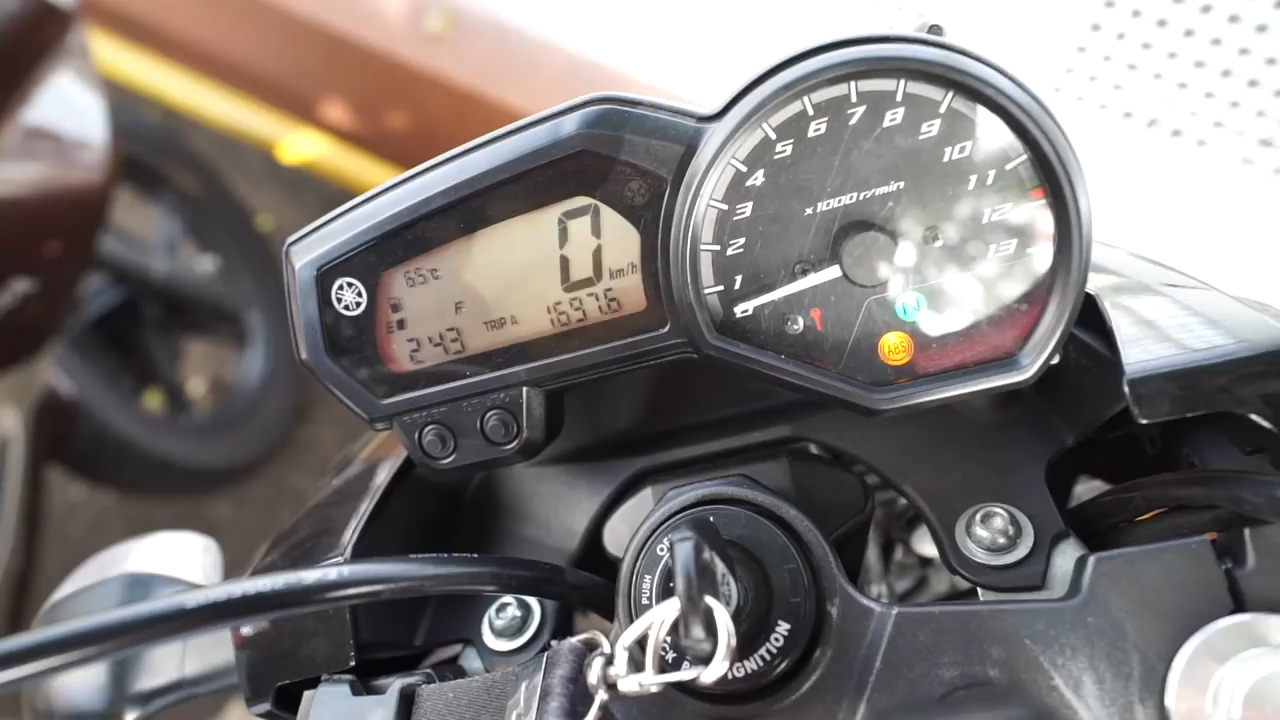 65°C
0 km/h
F
E
243
TRIP A
1697.6
0
1
2
3
4
5
6
7
8
9
10
11
12
13
x1000 r/min
N
ABS
PUSH
IGNITION